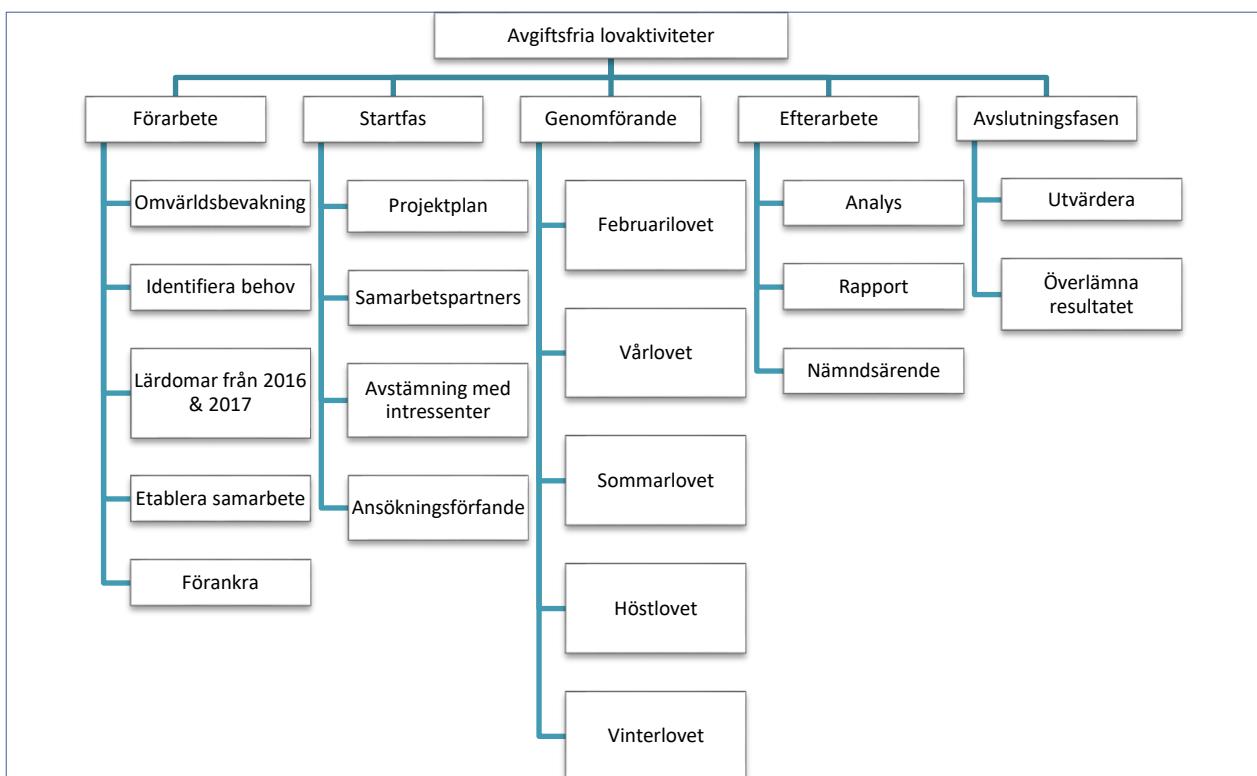 Avgiftsfria lovaktiviteter
Förarbete
Omvärldsbevakning
Identifiera behov
Lärdomar från 2016
& 2017
Etablera samarbete
Förankra
Startfas
Projektplan
Samarbetspartners
Avstämning med
intressenter
Ansökningsförfande
Genomförande
Februarilovet
Vårlovet
Sommarlovet
Höstlovet
Vinterlovet
Efterarbete
Analys
Rapport
Nämndsärende
Avslutningsfasen
Utvärdera
Överlämna
resultatet